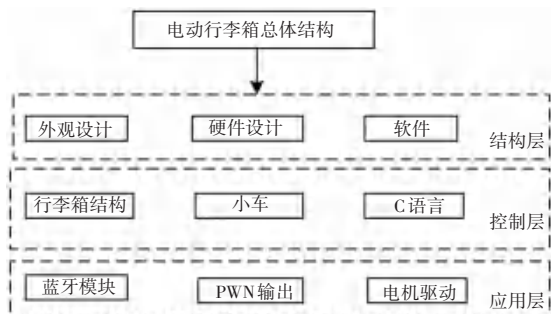 电动行李箱总体结构
外观设计 硬件设计 软件 结构层
行李箱结构 小车 C语言 控制层
蓝牙模块 PWN输出 电机驱动 应用层